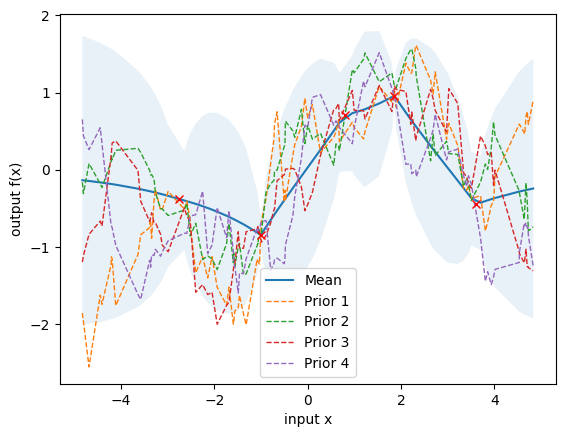 2
1
0
−1
−2
output f(x)
Mean
Prior 1
Prior 2
Prior 3
Prior 4
−4
−2
0
2
4
input x